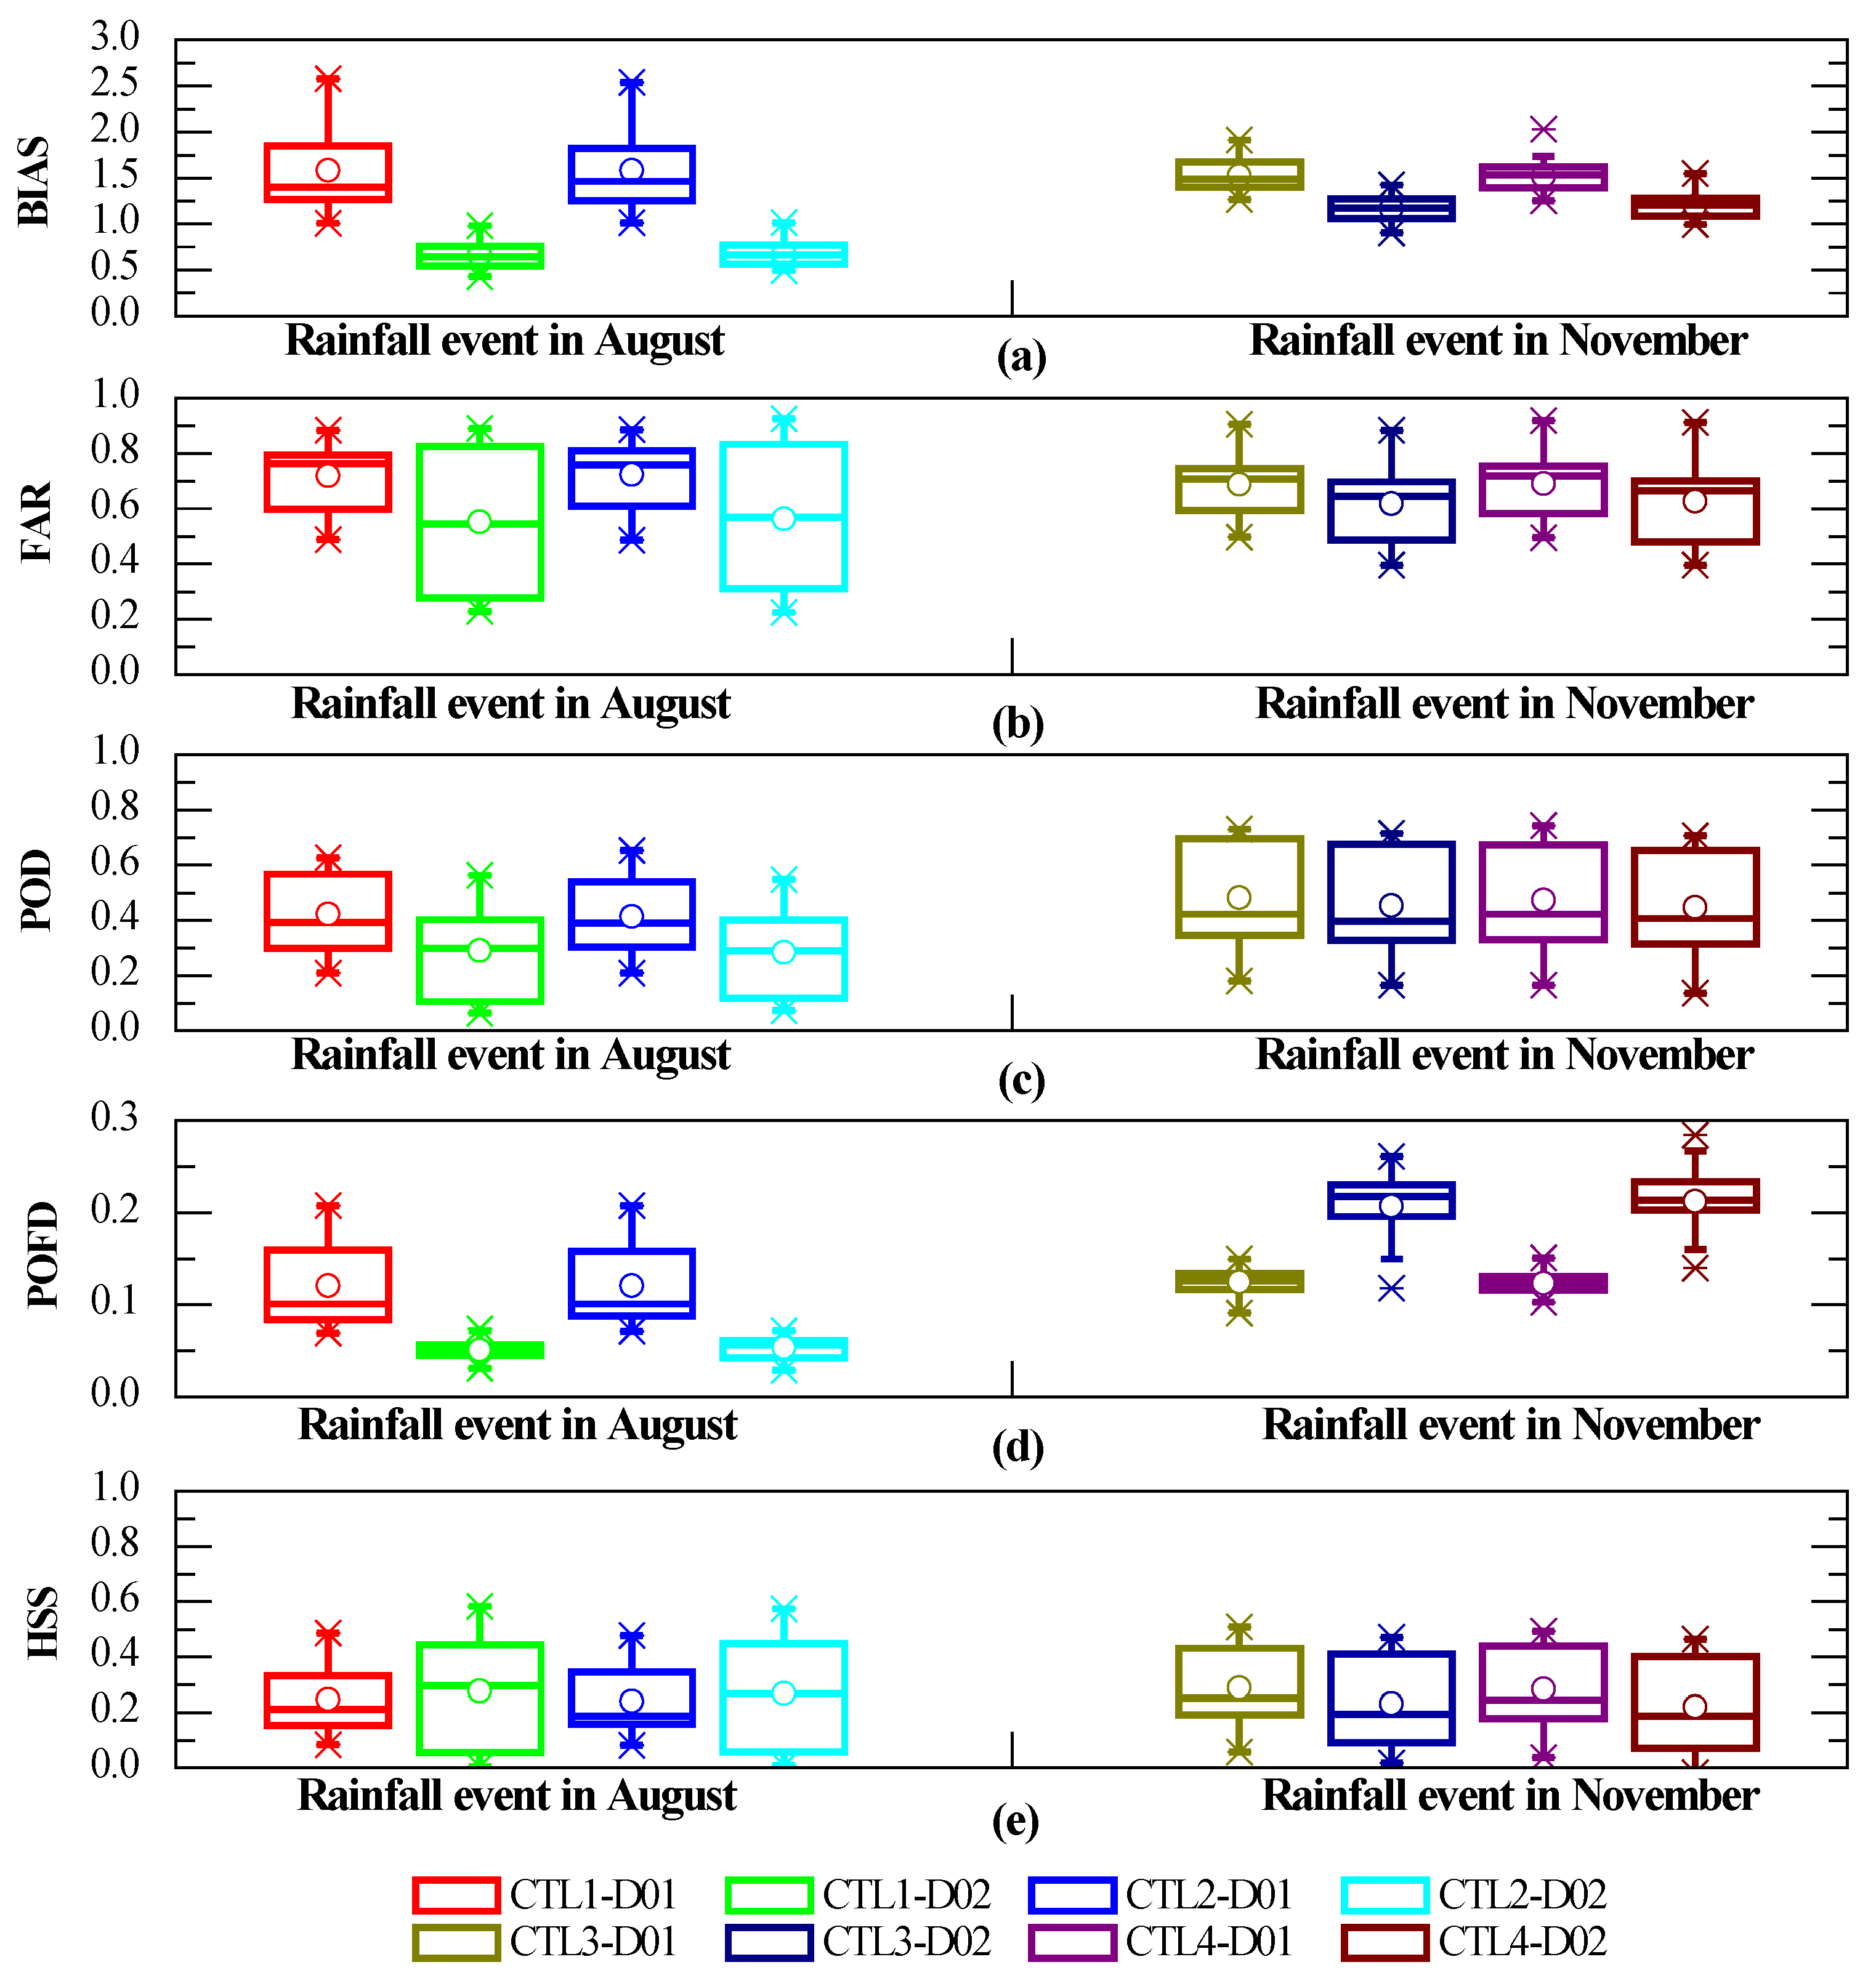 BIAS
3.0
2.5
2.0
1.5
1.0
0.5
0.0
Rainfall event in August
(a)
Rainfall event in November
FAR
1.0
0.8
0.6
0.4
0.2
0.0
Rainfall event in August
(b)
Rainfall event in November
POD
1.0
0.8
0.6
0.4
0.2
0.0
Rainfall event in August
(c)
Rainfall event in November
POFD
0.3
0.2
0.1
0.0
Rainfall event in August
(d)
Rainfall event in November
HSS
1.0
0.8
0.6
0.4
0.2
0.0
Rainfall event in August
(e)
Rainfall event in November
CTL1-D01 CTL1-D02 CTL2-D01 CTL2-D02
CTL3-D01 CTL3-D02 CTL4-D01 CTL4-D02